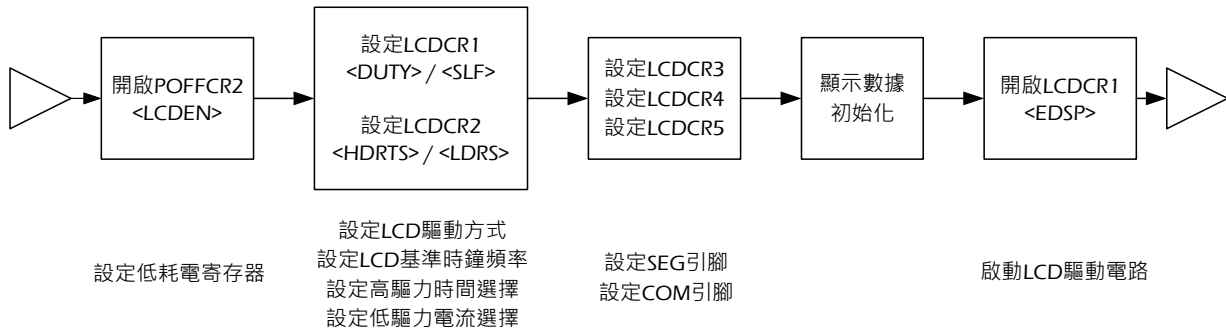 開啟POFFCR2
<LCDEN>
設定LCDCR1
<DUTY> / <SLF>
設定LCDCR2
<HDRTS> / <LDRS>
設定LCDCR3
設定LCDCR4
設定LCDCR5
顯示數據
初始化
開啟LCDCR1
<EDSP>
設定低耗電寄存器
設定LCD驅動方式
設定LCD基準時鐘頻率
設定高驅力時間選擇
設定低驅力電流選擇
設定SEG引腳
設定COM引腳
啟動LCD驅動電路